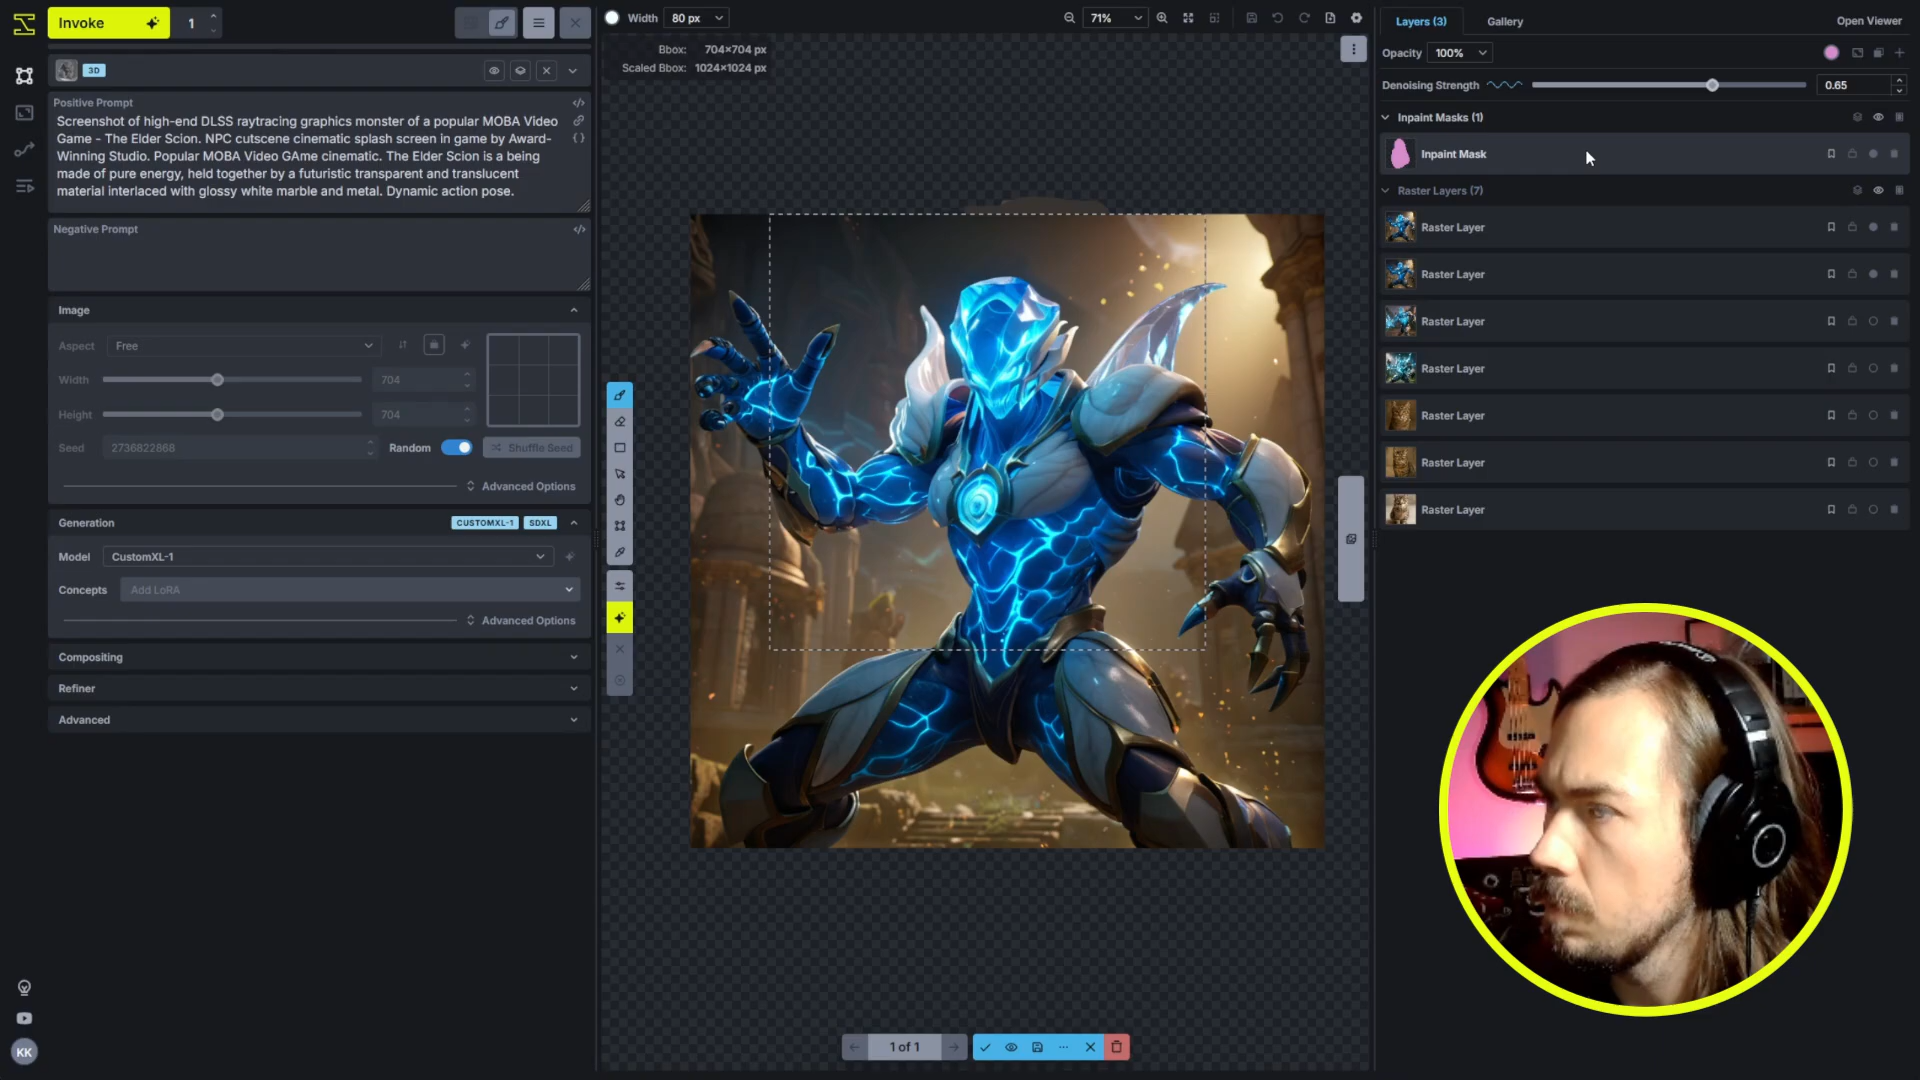 Invoke
1
3D
Positive Prompt
Screenshot of high-end DLSS raytracing graphics monster of a popular MOBA Video
Game - The Elder Scion. NPC cutscene cinematic splash screen in game by Award-
Winning Studio. Popular MOBA Video GAme cinematic. The Elder Scion is a being
made of pure energy, held together by a futuristic transparent and translucent
material interlaced with glossy white marble and metal. Dynamic action pose.
Negative Prompt
Image
Aspect Free
Width 704
Height 704
Seed 2736822868 Random Shuffle Seed
Advanced Options
Generation CUSTOMXL-1 SDXL
Model CustomXL-1
Concepts Add LoRA
Advanced Options
Compositing
Refiner
Advanced
KK
Width 80 px
71%
Bbox: 704×704 px
Scaled Bbox: 1024×1024 px
1 of 1
Layers (3) Gallery Open Viewer
Opacity 100%
Denoising Strength 0.65
Inpaint Masks (1)
Inpaint Mask
Raster Layers (7)
Raster Layer
Raster Layer
Raster Layer
Raster Layer
Raster Layer
Raster Layer
Raster Layer